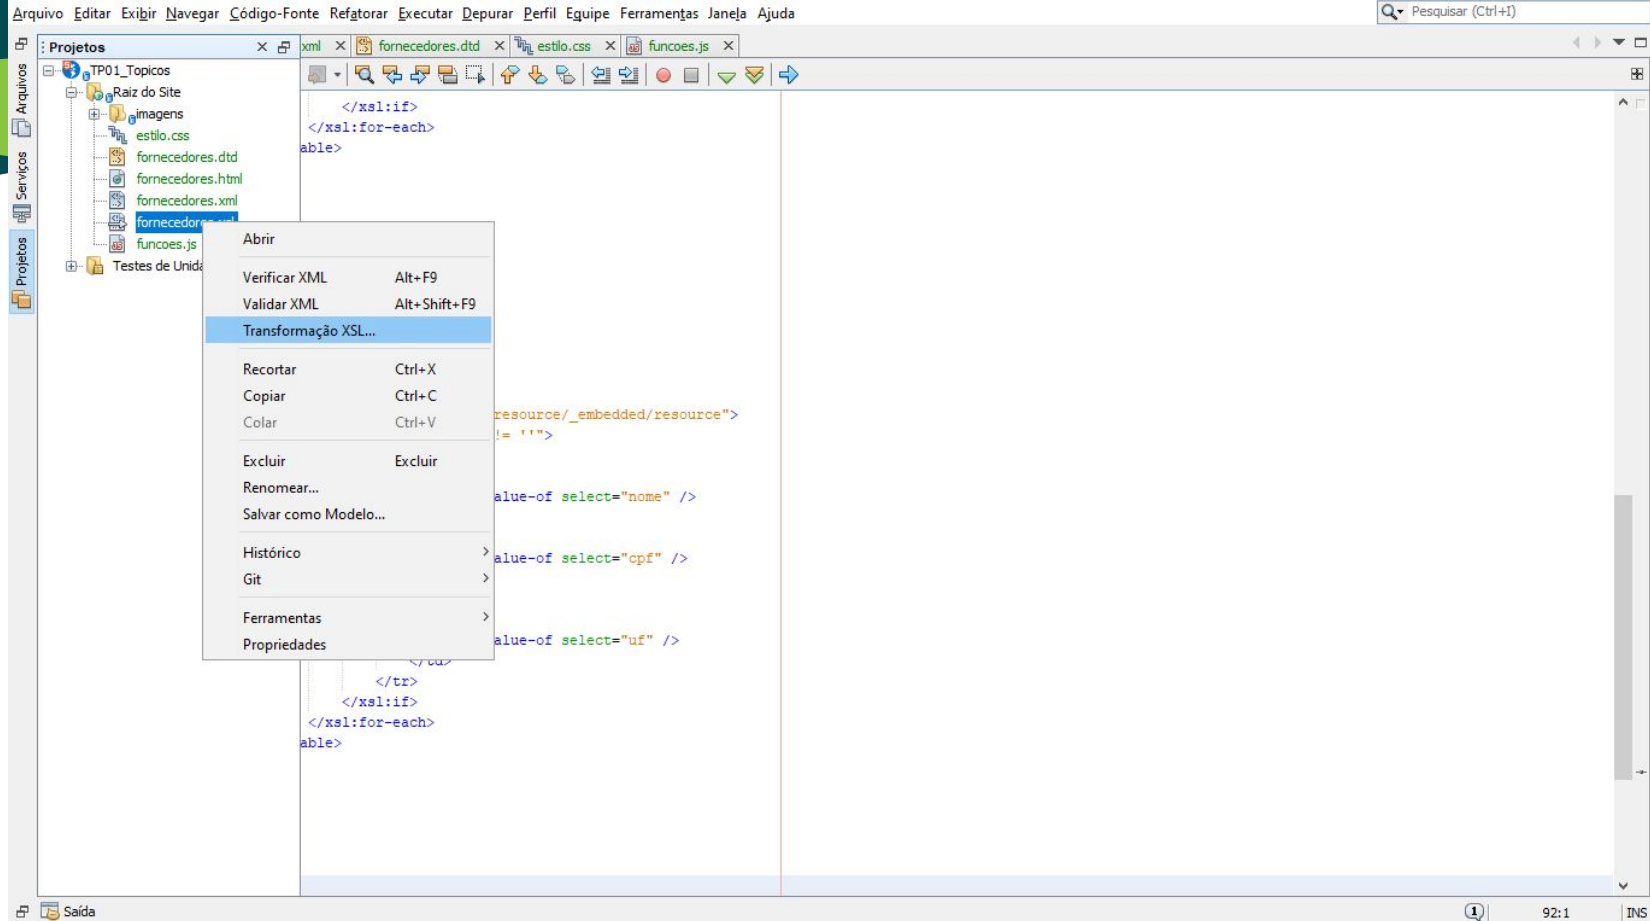 Arquivo Editar Exibir Navegar Código-Fonte Refatorar Executar Depurar Perfil Equipe Ferramentas Janela Ajuda
Pesquisar (Ctrl+I)
Projetos
xml
fornecedores.dtd
estilo.css
funcoes.js
Arquivos
Serviços
Projetos
TP01_Topicos
Raiz do Site
imagens
estilo.css
fornecedores.dtd
fornecedores.html
fornecedores.xml
fornecedores.xsl
funcoes.js
Testes de Unida
Abrir
Verificar XML Alt+F9
Validar XML Alt+Shift+F9
Transformação XSL...
Recortar Ctrl+X
Copiar Ctrl+C
Colar Ctrl+V
Excluir Excluir
Renomear...
Salvar como Modelo...
Histórico
Git
Ferramentas
Propriedades
</xsl:if>
</xsl:for-each>
able>
resource/_embedded/resource">
!= ''">
alue-of select="nome" />
alue-of select="cpf" />
alue-of select="uf" />
</td>
</tr>
</xsl:if>
</xsl:for-each>
able>
Saída
1
92:1
INS